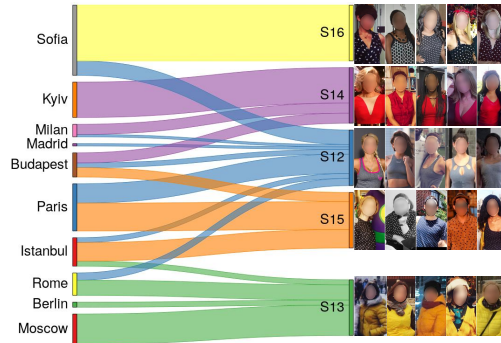 Sofia
Kyiv
Milan
Madrid
Budapest
Paris
Istanbul
Rome
Berlin
Moscow
S16
S14
S12
S15
S13